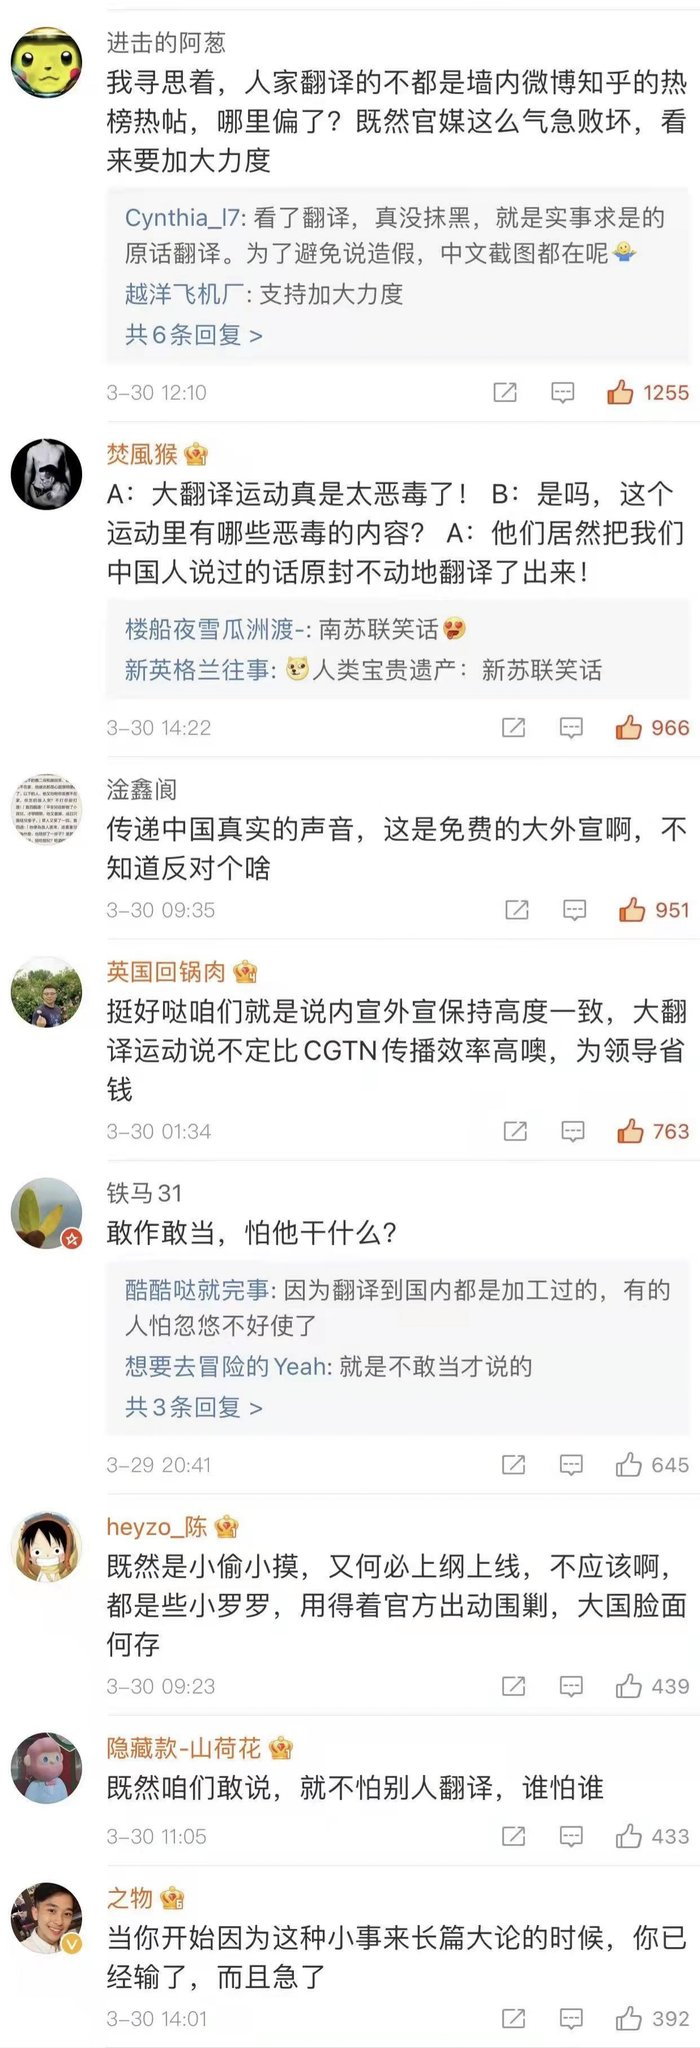 进击的阿葱
我寻思着，人家翻译的不都是墙内微博知乎的热
榜热帖，哪里偏了？既然官媒这么气急败坏，看
来要加大力度
Cynthia_l7: 看了翻译，真没抹黑，就是实事求是的
原话翻译。为了避免说造假，中文截图都在呢🤷
越洋飞机厂: 支持加大力度
共6条回复 >
3-30 12:10
1255
焚風猴
A：大翻译运动真是太恶毒了！ B：是吗，这个
运动里有哪些恶毒的内容？ A：他们居然把我们
中国人说过的话原封不动地翻译了出来！
楼船夜雪瓜洲渡-: 南苏联笑话
新英格兰往事: 人类宝贵遗产：新苏联笑话
3-30 14:22
966
淦鑫阆
传递中国真实的声音，这是免费的大外宣啊，不
知道反对个啥
3-30 09:35
951
英国回锅肉
挺好哒咱们就是说内宣外宣保持高度一致，大翻
译运动说不定比CGTN传播效率高噢，为领导省
钱
3-30 01:34
763
铁马31
敢作敢当，怕他干什么？
酷酷哒就完事: 因为翻译到国内都是加工过的，有的
人怕忽悠不好使了
想要去冒险的Yeah: 就是不敢当才说的
共3条回复 >
3-29 20:41
645
heyzo_陈
既然是小偷小摸，又何必上纲上线，不应该啊，
都是些小罗罗，用得着官方出动围剿，大国脸面
何存
3-30 09:23
439
隐藏款-山荷花
既然咱们敢说，就不怕别人翻译，谁怕谁
3-30 11:05
433
之物
当你开始因为这种小事来长篇大论的时候，你已
经输了，而且急了
3-30 14:01
392